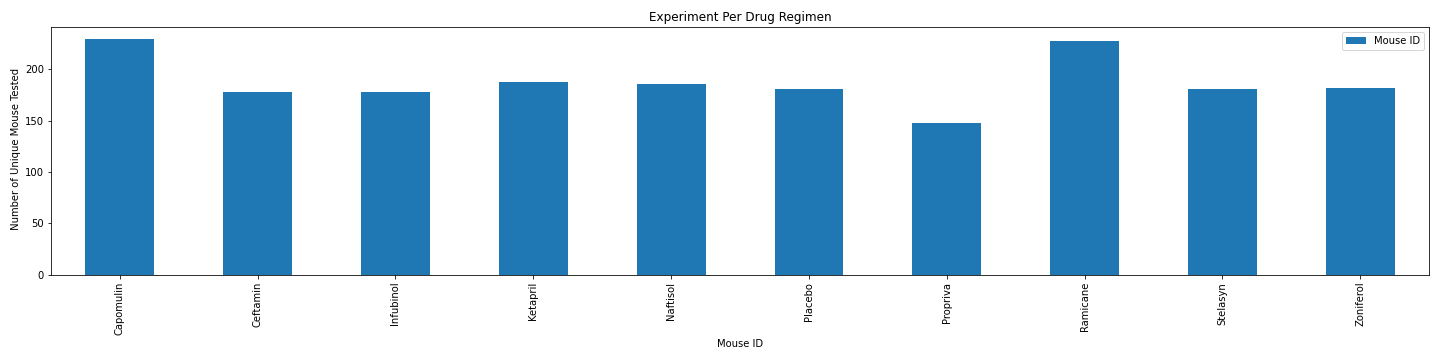 Experiment Per Drug Regimen
Mouse ID
Number of Unique Mouse Tested
200
150
100
50
0
Capomulin
Ceftamin
Infubinol
Ketapril
Naftisol
Placebo
Propriva
Ramicane
Stelasyn
Zoniferol
Mouse ID